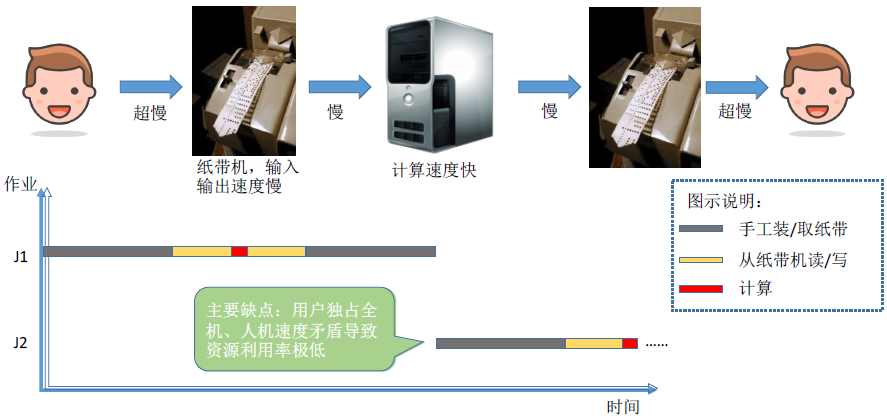 超慢
慢
慢
超慢
纸带机，输入
输出速度慢
计算速度快
作业
图示说明：
手工装/取纸带
从纸带机读/写
计算
J1
主要缺点：用户独占全
机、人机速度矛盾导致
资源利用率极低
J2
……
时间